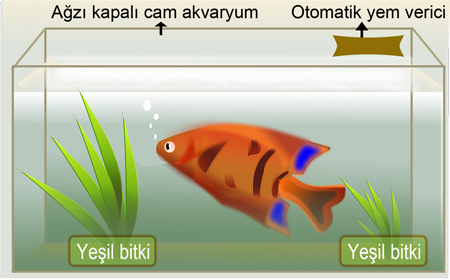 Ağzı kapalı cam akvaryum
Otomatik yem verici
Yeşil bitki
Yeşil bitki